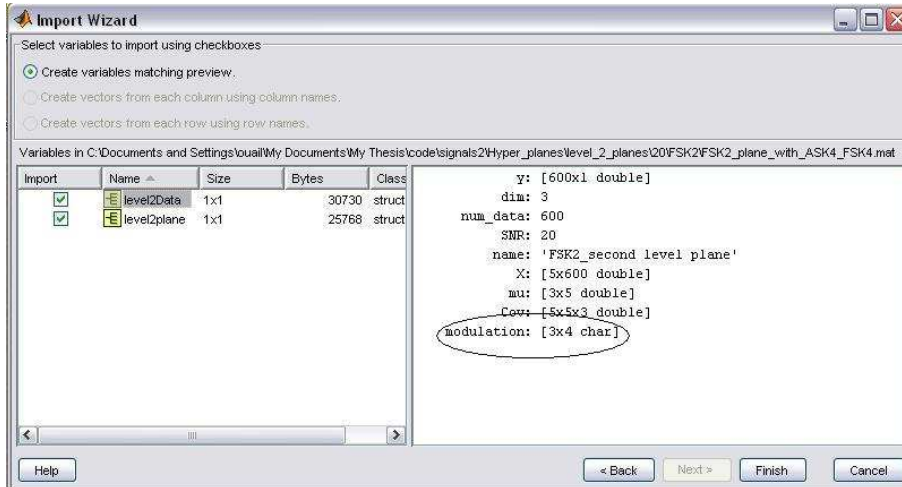 Import Wizard
Select variables to import using checkboxes
Create variables matching preview.
Create vectors from each column using column names.
Create vectors from each row using row names.
Variables in C:\Documents and Settings\ouail\My Documents\My Thesis\code\signals2\Hyper_planes\level_2_planes\20\FSK2\FSK2_plane_with_ASK4_FSK4.mat
Import Name Size Bytes Class
level2Data 1x1 30730 struct
level2plane 1x1 25768 struct
y: [600x1 double]
dim: 3
num_data: 600
SNR: 20
name: 'FSK2_second level plane'
X: [5x600 double]
mu: [3x5 double]
Cov: [5x5x3 double]
modulation: [3x4 char]
Help < Back Next > Finish Cancel